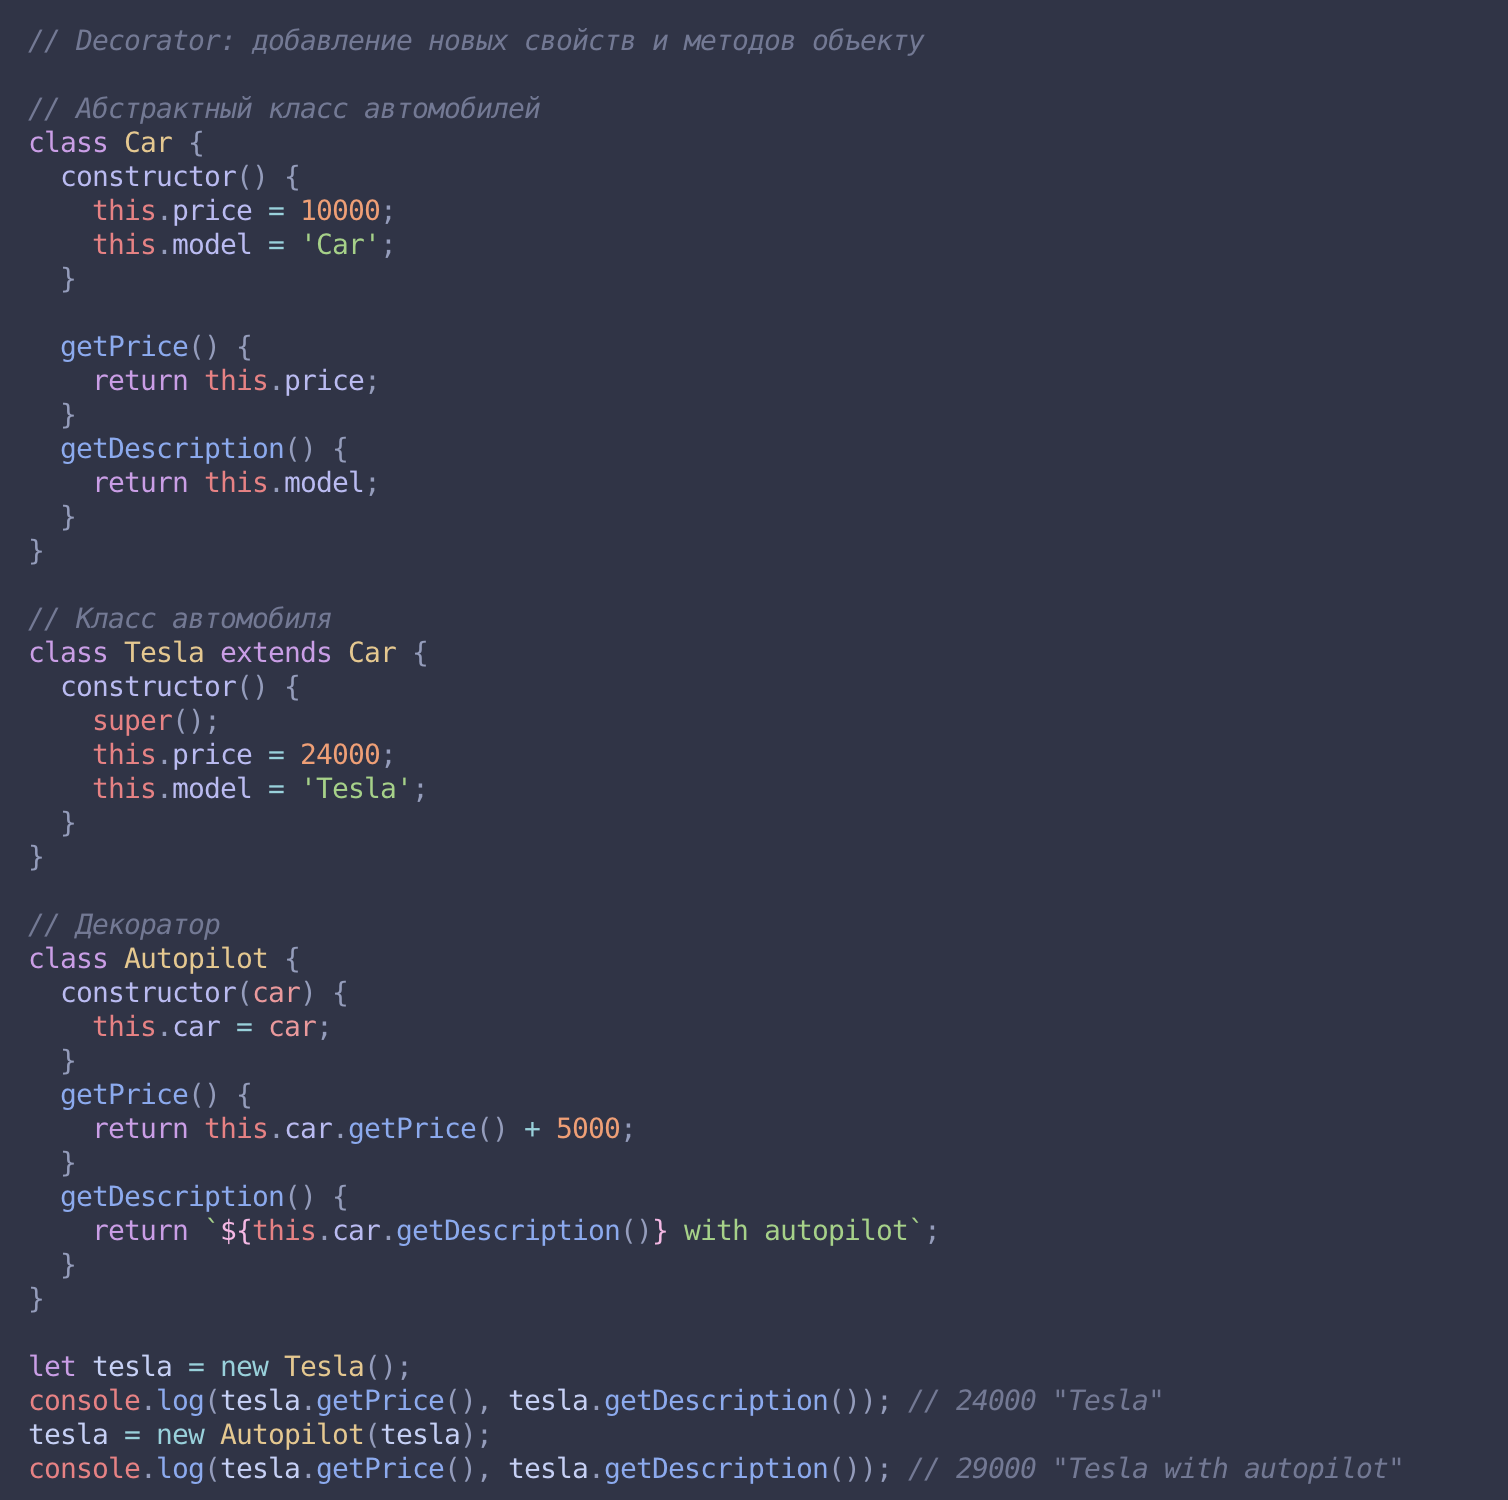 // Decorator: добавление новых свойств и методов объекту

// Абстрактный класс автомобилей
class Car {
  constructor() {
    this.price = 10000;
    this.model = 'Car';
  }

  getPrice() {
    return this.price;
  }
  getDescription() {
    return this.model;
  }
}

// Класс автомобиля
class Tesla extends Car {
  constructor() {
    super();
    this.price = 24000;
    this.model = 'Tesla';
  }
}

// Декоратор
class Autopilot {
  constructor(car) {
    this.car = car;
  }
  getPrice() {
    return this.car.getPrice() + 5000;
  }
  getDescription() {
    return `${this.car.getDescription()} with autopilot`;
  }
}

let tesla = new Tesla();
console.log(tesla.getPrice(), tesla.getDescription()); // 24000 "Tesla"
tesla = new Autopilot(tesla);
console.log(tesla.getPrice(), tesla.getDescription()); // 29000 "Tesla with autopilot"